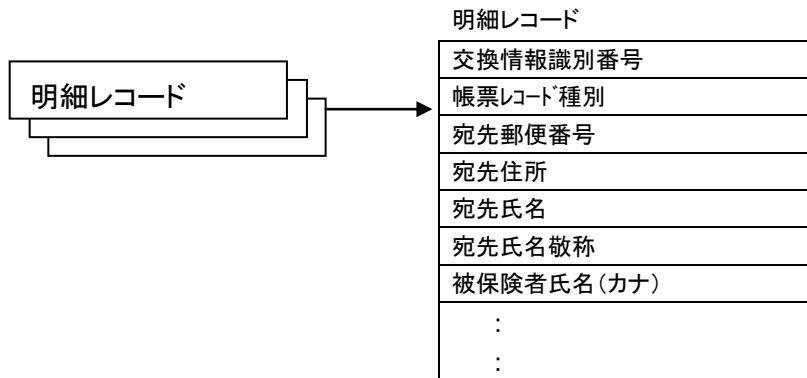 明細レコード
明細レコード
交換情報識別番号
帳票ﾚｺｰﾄﾞ種別
宛先郵便番号
宛先住所
宛先氏名
宛先氏名敬称
被保険者氏名（カナ）
：
：